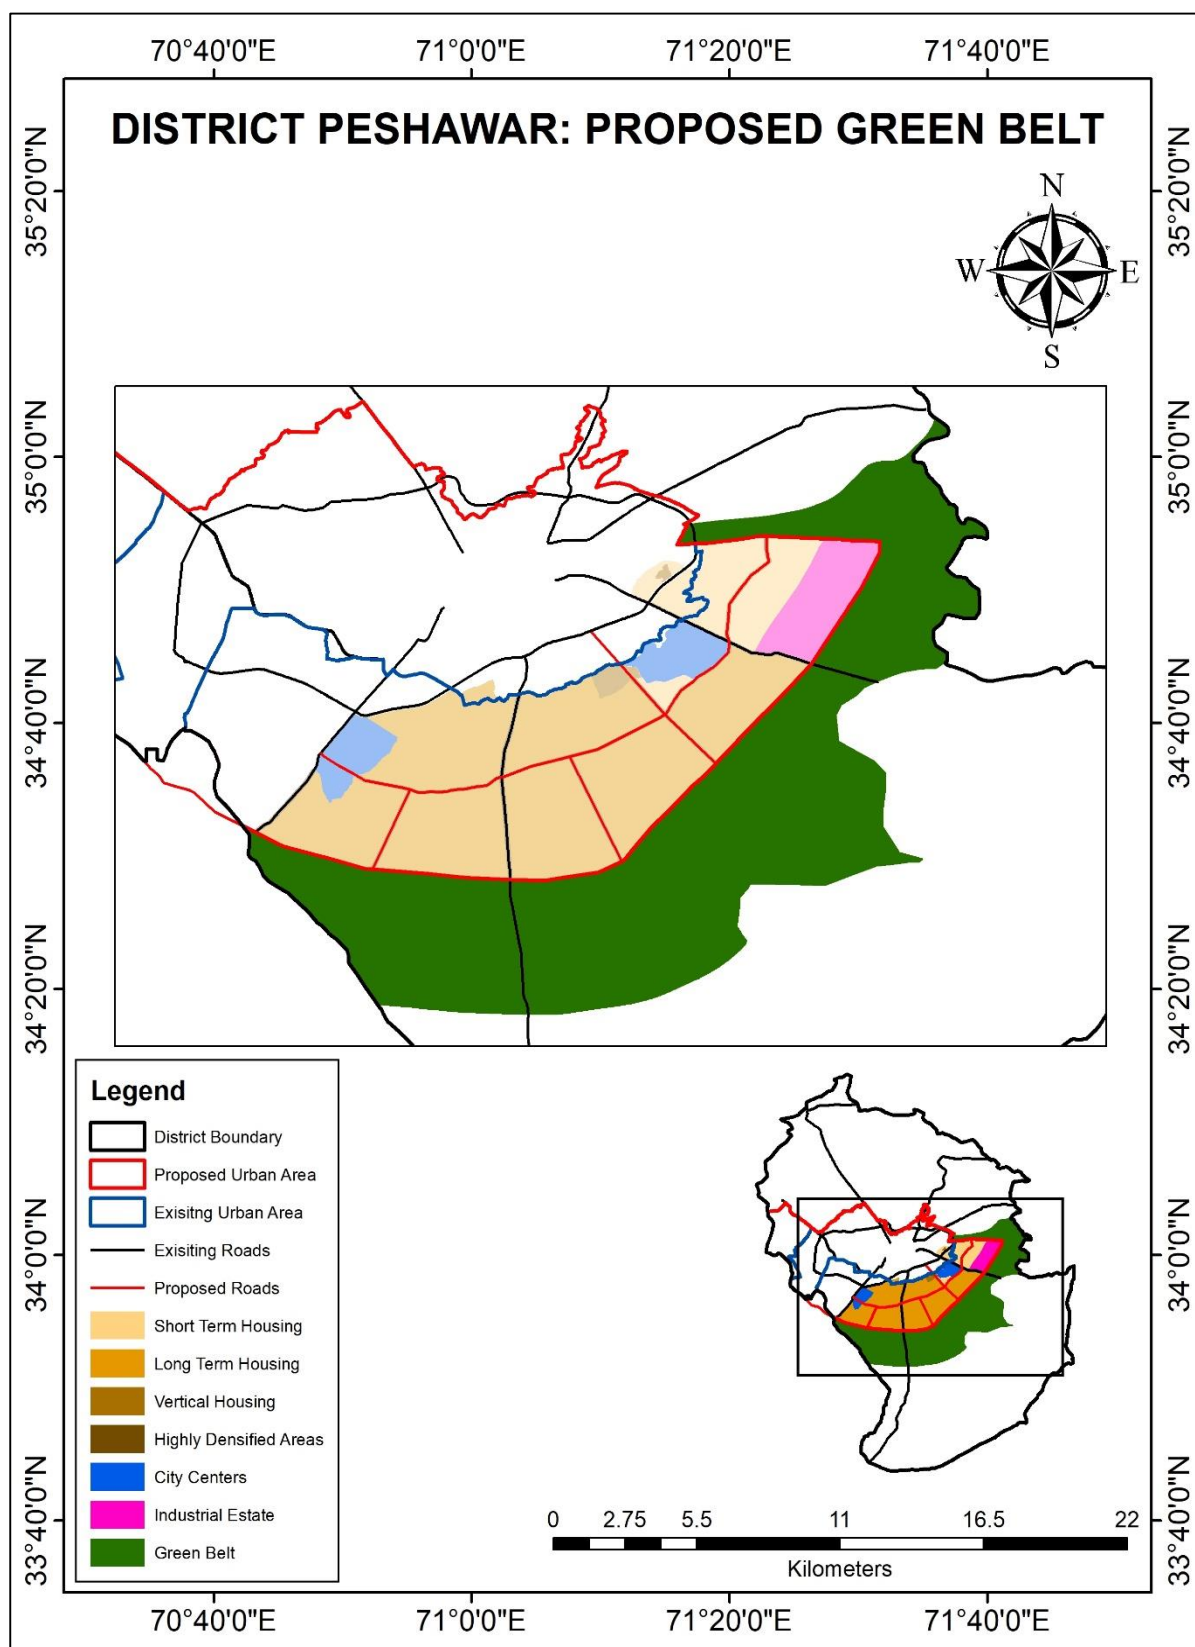 70°40'0"E 71°0'0"E 71°20'0"E 71°40'0"E
DISTRICT PESHAWAR: PROPOSED GREEN BELT
N
W E
S
35°20'0"N 35°20'0"N
35°0'0"N 35°0'0"N
34°40'0"N 34°40'0"N
34°20'0"N 34°20'0"N
34°0'0"N 34°0'0"N
33°40'0"N 33°40'0"N
Legend
District Boundary
Proposed Urban Area
Exisitng Urban Area
Exisiting Roads
Proposed Roads
Short Term Housing
Long Term Housing
Vertical Housing
Highly Densified Areas
City Centers
Industrial Estate
Green Belt
0 2.75 5.5 11 16.5 22
Kilometers
70°40'0"E 71°0'0"E 71°20'0"E 71°40'0"E